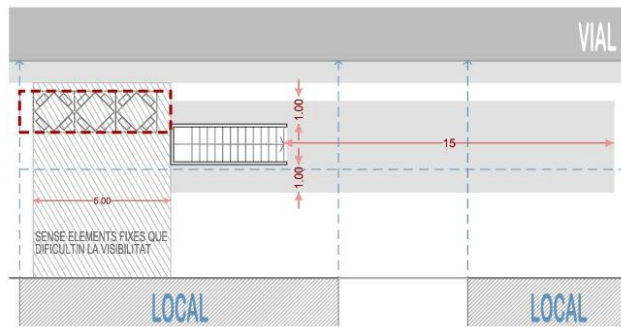 VIAL
1.00
15
1.00
5.00
SENSE ELEMENTS FIXES QUE
DIFICULTIN LA VISIBILITAT
LOCAL
LOCAL